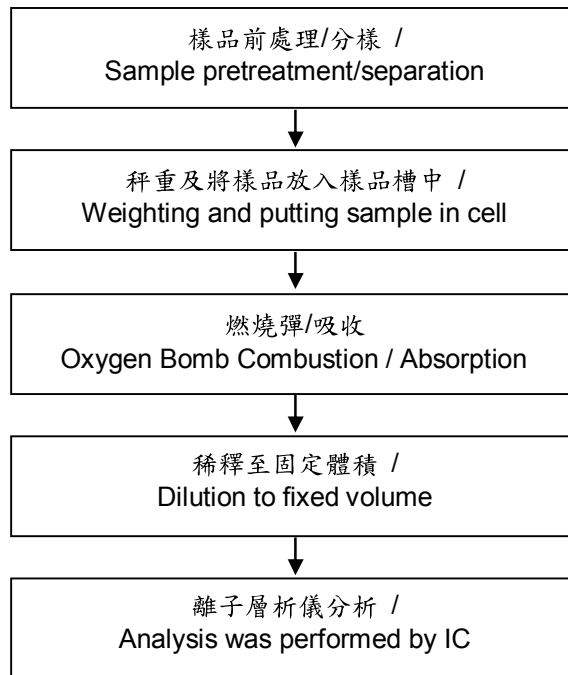 樣品前處理/分樣 /
Sample pretreatment/separation
秤重及將樣品放入樣品槽中 /
Weighting and putting sample in cell
燃燒彈/吸收
Oxygen Bomb Combustion / Absorption
稀釋至固定體積 /
Dilution to fixed volume
離子層析儀分析 /
Analysis was performed by IC